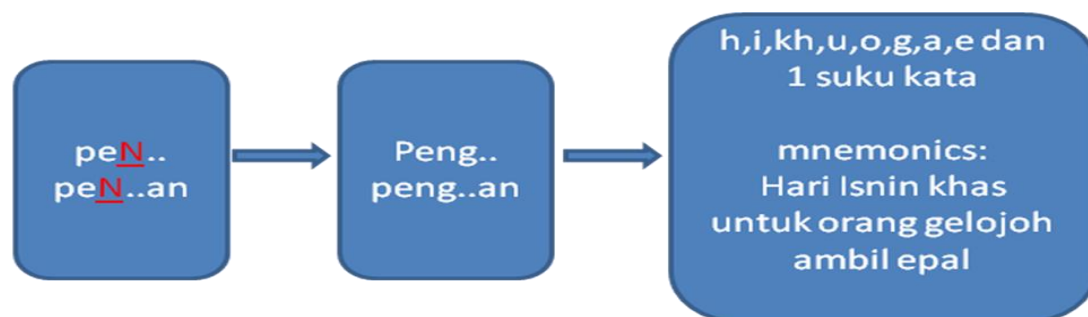 peN..
peN..an
Peng..
peng..an
h,i,kh,u,o,g,a,e dan
1 suku kata
mnemonics:
Hari Isnin khas
untuk orang gelojoh
ambil epal